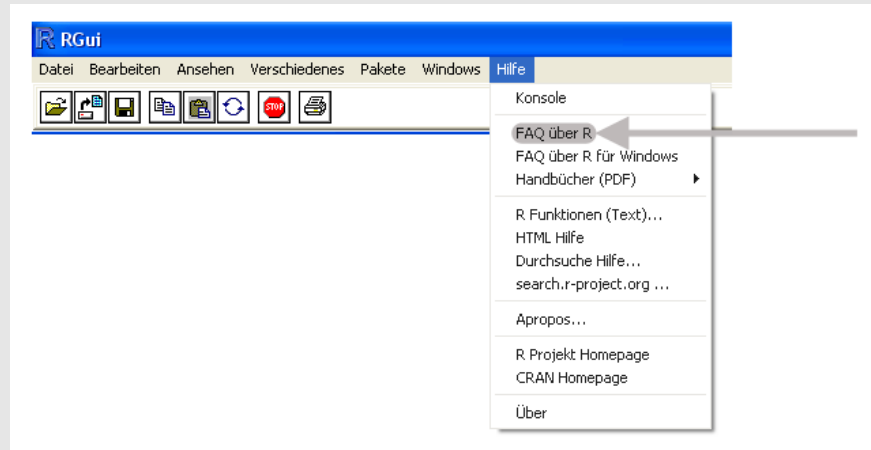 RGui
Datei Bearbeiten Ansehen Verschiedenes Pakete Windows Hilfe
STOP
Konsole
FAQ über R
FAQ über R für Windows
Handbücher (PDF)
R Funktionen (Text)...
HTML Hilfe
Durchsuche Hilfe...
search.r-project.org ...
Apropos...
R Projekt Homepage
CRAN Homepage
Über